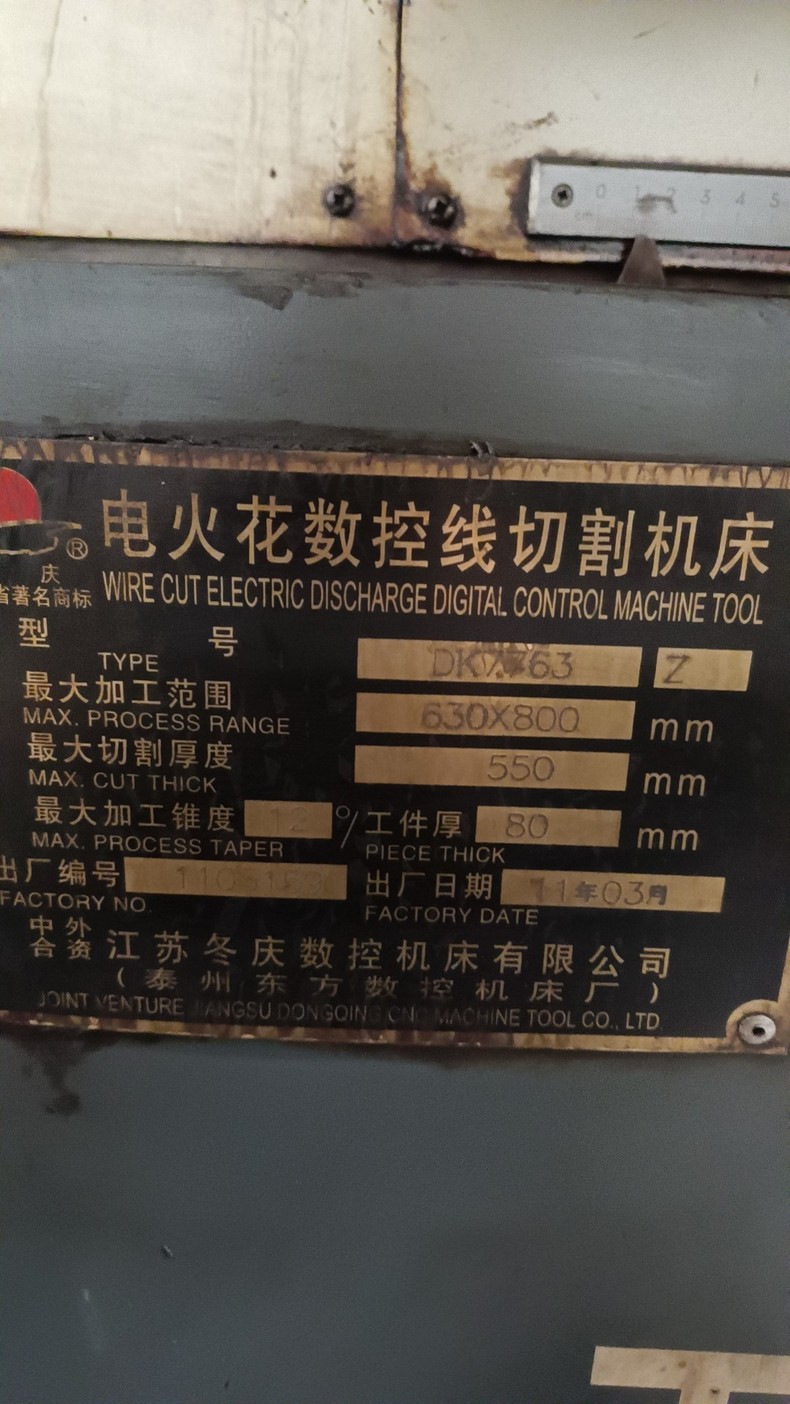 0 1 2 3 4 5
cm
®
庆
省著名商标
电火花数控线切割机床
WIRE CUT ELECTRIC DISCHARGE DIGITAL CONTROL MACHINE TOOL
型 号 DK7763 Z
TYPE
最大加工范围 630X800 mm
MAX. PROCESS RANGE
最大切割厚度 550 mm
MAX. CUT THICK
最大加工锥度 12 °/ 工件厚 80 mm
MAX. PROCESS TAPER PIECE THICK
出厂编号 出厂日期 11年03月
FACTORY NO. FACTORY DATE
中外合资 江苏冬庆数控机床有限公司
（泰州东方数控机床厂）
JOINT VENTURE JIANGSU DONGQING CNC MACHINE TOOL CO., LTD.